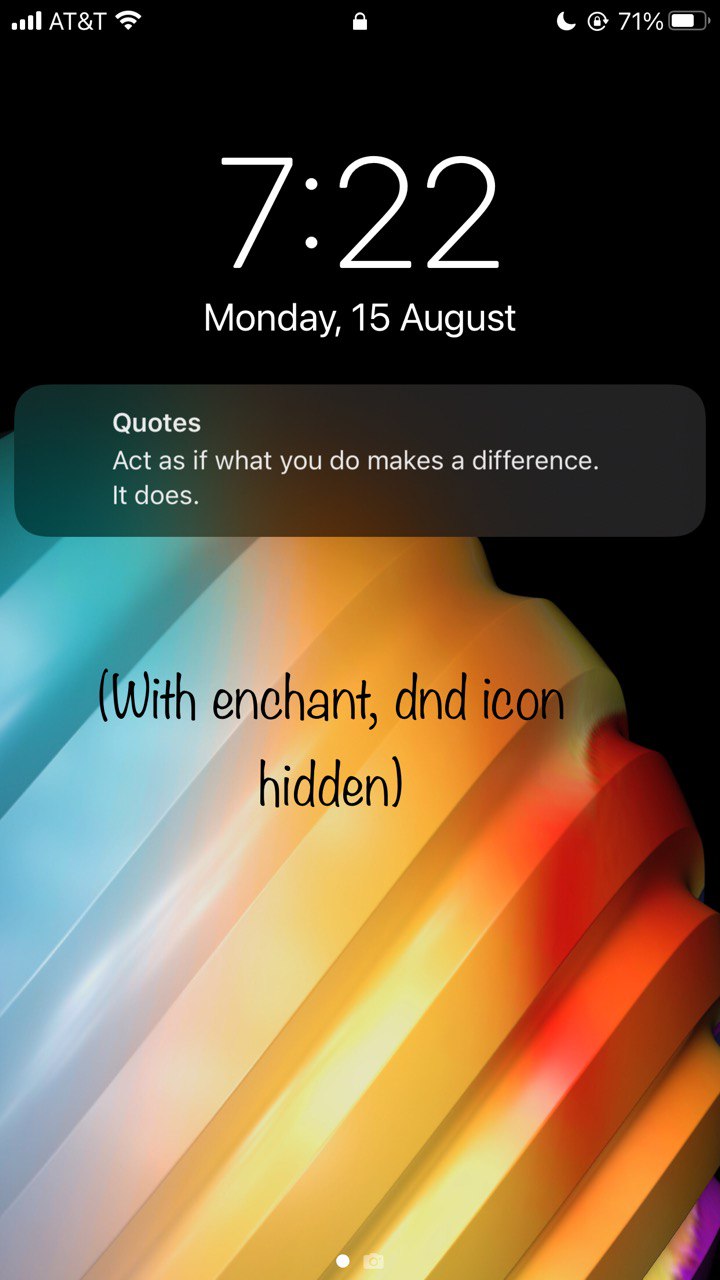 AT&T 71%
7:22
Monday, 15 August
Quotes
Act as if what you do makes a difference.
It does.
(With enchant, dnd icon
hidden)